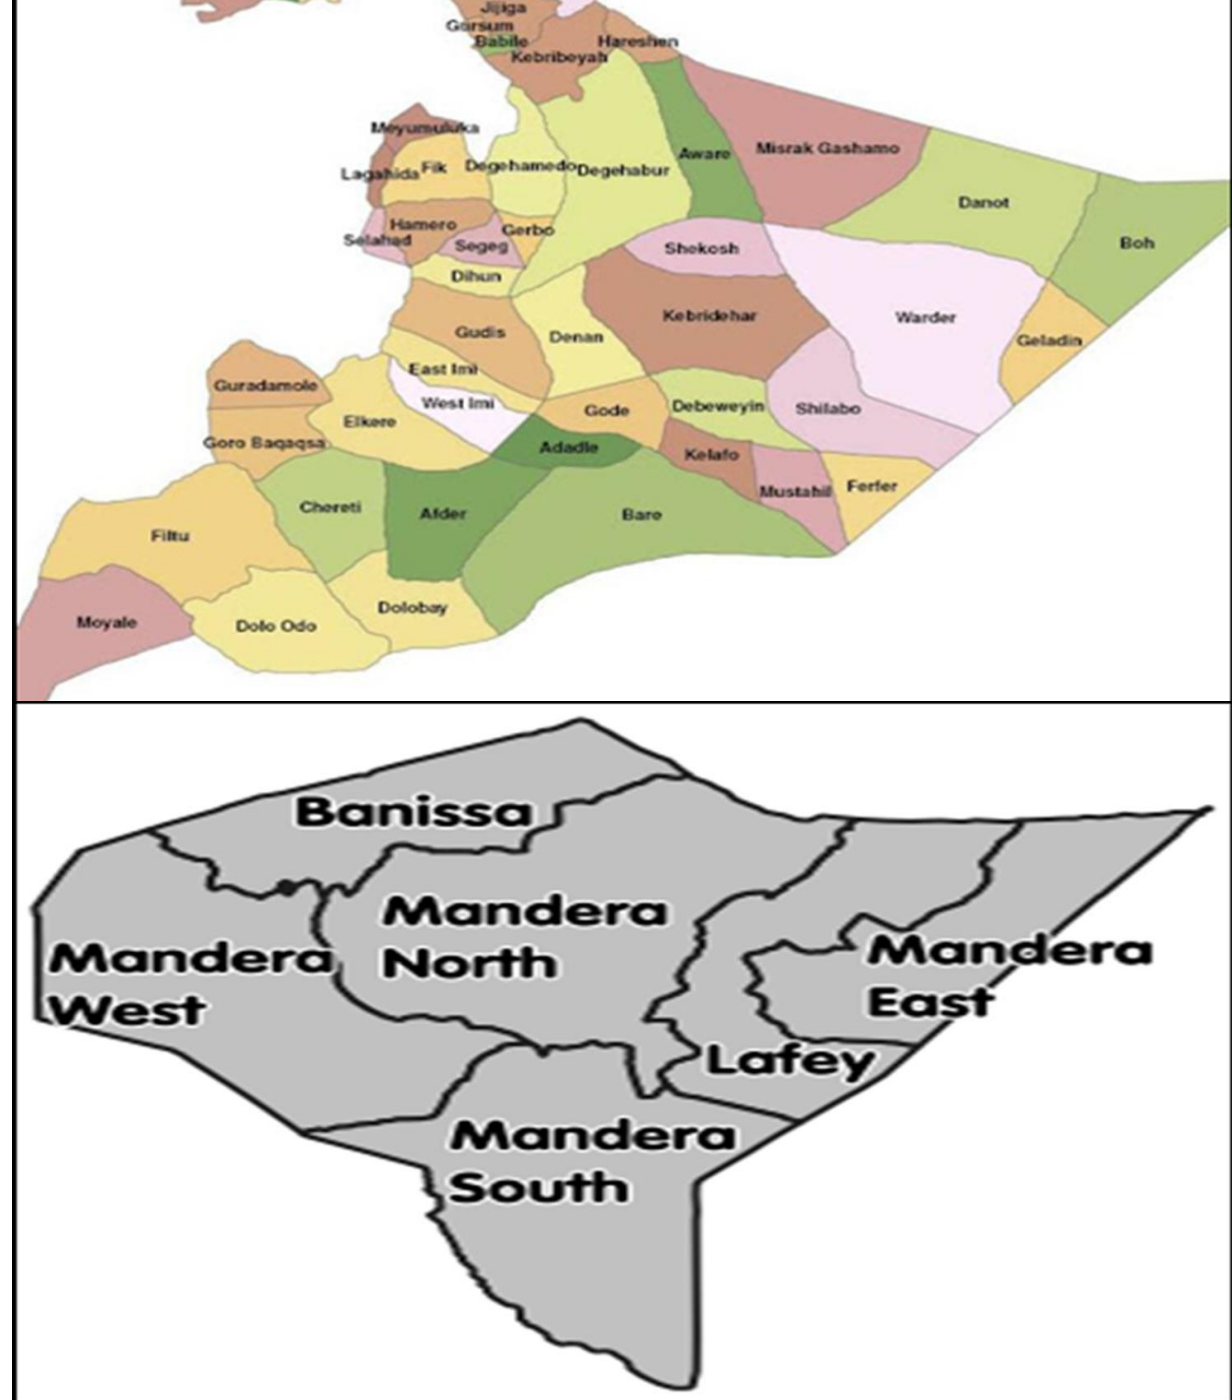 Jijiga
Gursum
Babile
Hareshen
Kebribeyah
Meyumuluka
Aware
Misrak Gashamo
Lagahida
Fik
Degehamedo
Degehabur
Danot
Hamero
Gerbo
Selahad
Segeg
Shekosh
Boh
Dihun
Kebridehar
Warder
Gudis
Denan
Geladin
East Imi
Guradamole
West Imi
Gode
Debeweyin
Shilabo
Elkere
Goro Baqaqsa
Adadle
Kelafo
Mustahil
Ferfer
Chereti
Afder
Bare
Filtu
Dolobay
Moyale
Dolo Odo
Banissa
Mandera
North
Mandera
West
Mandera
East
Lafey
Mandera
South